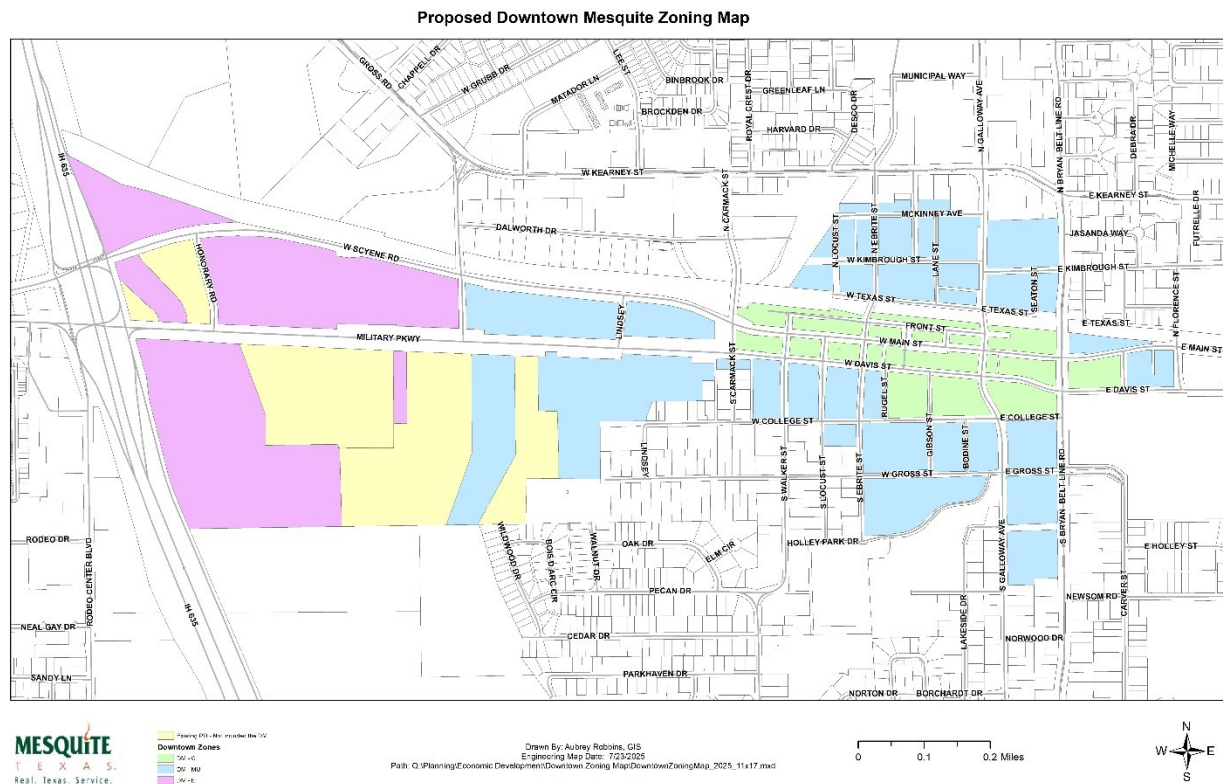 Proposed Downtown Mesquite Zoning Map
IH 635
GROSS RD
CHAPPELL DR
W GRUBB DR
MATADOR LN
LEE ST
BINBROOK DR
BROCKDEN DR
ROYAL CREST DR
GREENLEAF LN
HARVARD DR
DESCO DR
MUNICIPAL WAY
N GALLOWAY AVE
N BRYAN-BELT LINE RD
DEBRA DR
MICHELLE WAY
W KEARNEY ST
E KEARNEY ST
FUTRELLE DR
N CARMACK ST
DALWORTH DR
N LOCUST ST
N EBRITE ST
MCKINNEY AVE
LANE ST
JASANDA WAY
HONORARY RD
W SCYENE RD
W KIMBROUGH ST
E KIMBROUGH ST
SEATON ST
N FLORENCE ST
W TEXAS ST
E TEXAS ST
E TEXAS ST
LINDSEY
FRONT ST
MILITARY PKWY
W MAIN ST
E MAIN ST
W DAVIS ST
E DAVIS ST
S CARMACK ST
RUGEL ST
GIBSON ST
W COLLEGE ST
E COLLEGE ST
LINDSEY
S WALKER ST
S LOCUST ST
S EBRITE ST
BODINE ST
W GROSS ST
E GROSS ST
S BRYAN-BELT LINE RD
RODEO DR
RODEO CENTER BLVD
WILDWOOD DR
BOIS D ARC CIR
WALNUT DR
OAK DR
ELM CIR
HOLLEY PARK DR
S GALLOWAY AVE
E HOLLEY ST
PECAN DR
NEWSOM RD
CARVER ST
IH 635
NEAL GAY DR
CEDAR DR
LAKESIDE DR
NORWOOD DR
SANDY LN
PARKHAVEN DR
NORTON DR
BORCHARDT DR
MESQUITE
T E X A S
Real. Texas. Service.
Downtown Zones
Drawn By: Aubrey Robbins, GIS
Engineering Map Date: 7/23/2025
Path: Q:\Planning\Economic Development\Downtown Zoning Map\DowntownZoningMap_2025_11x17.mxd
0 0.1 0.2 Miles
N
W E
S